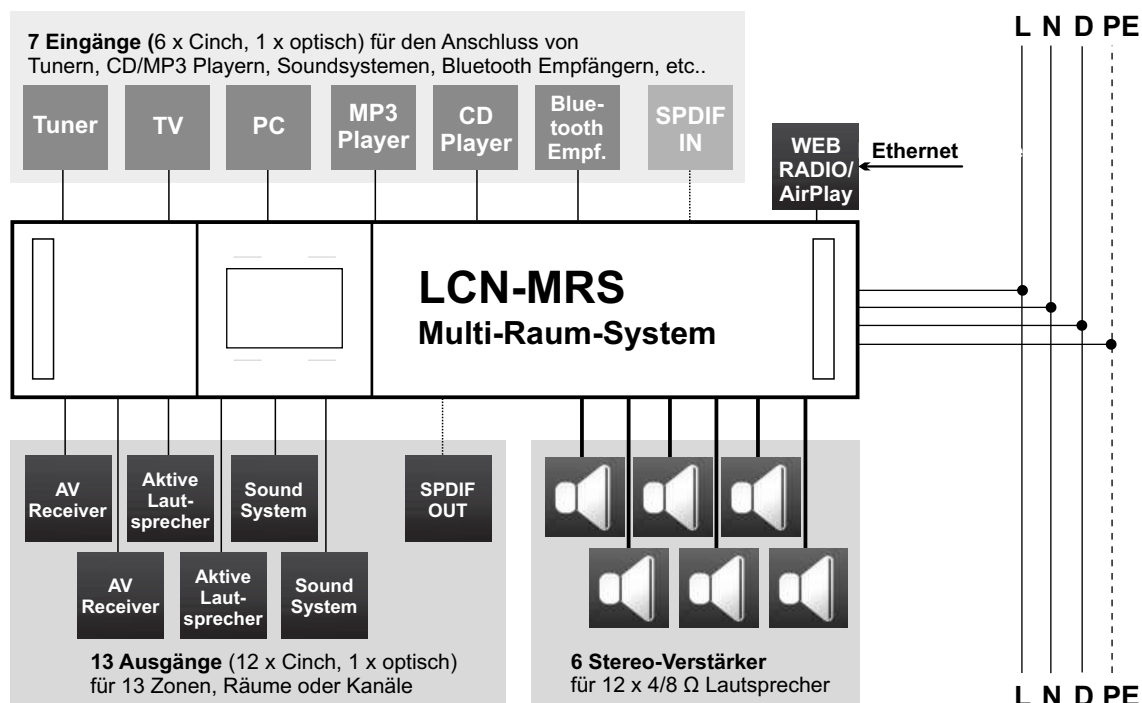 L N D PE
7 Eingänge (6 x Cinch, 1 x optisch) für den Anschluss von
Tunern, CD/MP3 Playern, Soundsystemen, Bluetooth Empfängern, etc..
Tuner
TV
PC
MP3
Player
CD
Player
Blue-
tooth
Empf.
SPDIF
IN
WEB
RADIO/
AirPlay
Ethernet
LCN-MRS
Multi-Raum-System
AV
Receiver
Aktive
Laut-
sprecher
Sound
System
SPDIF
OUT
AV
Receiver
Aktive
Laut-
sprecher
Sound
System
13 Ausgänge (12 x Cinch, 1 x optisch)
für 13 Zonen, Räume oder Kanäle
6 Stereo-Verstärker
für 12 x 4/8 Ω Lautsprecher
L N D PE